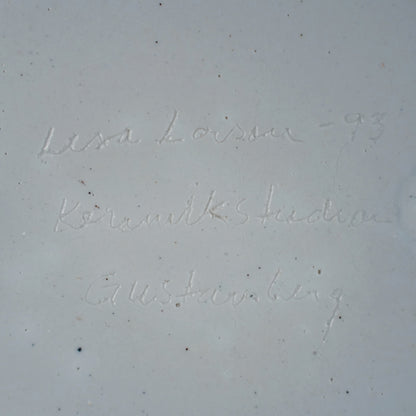 Lisa Larson -93
Keramikstudion
Gustavsberg